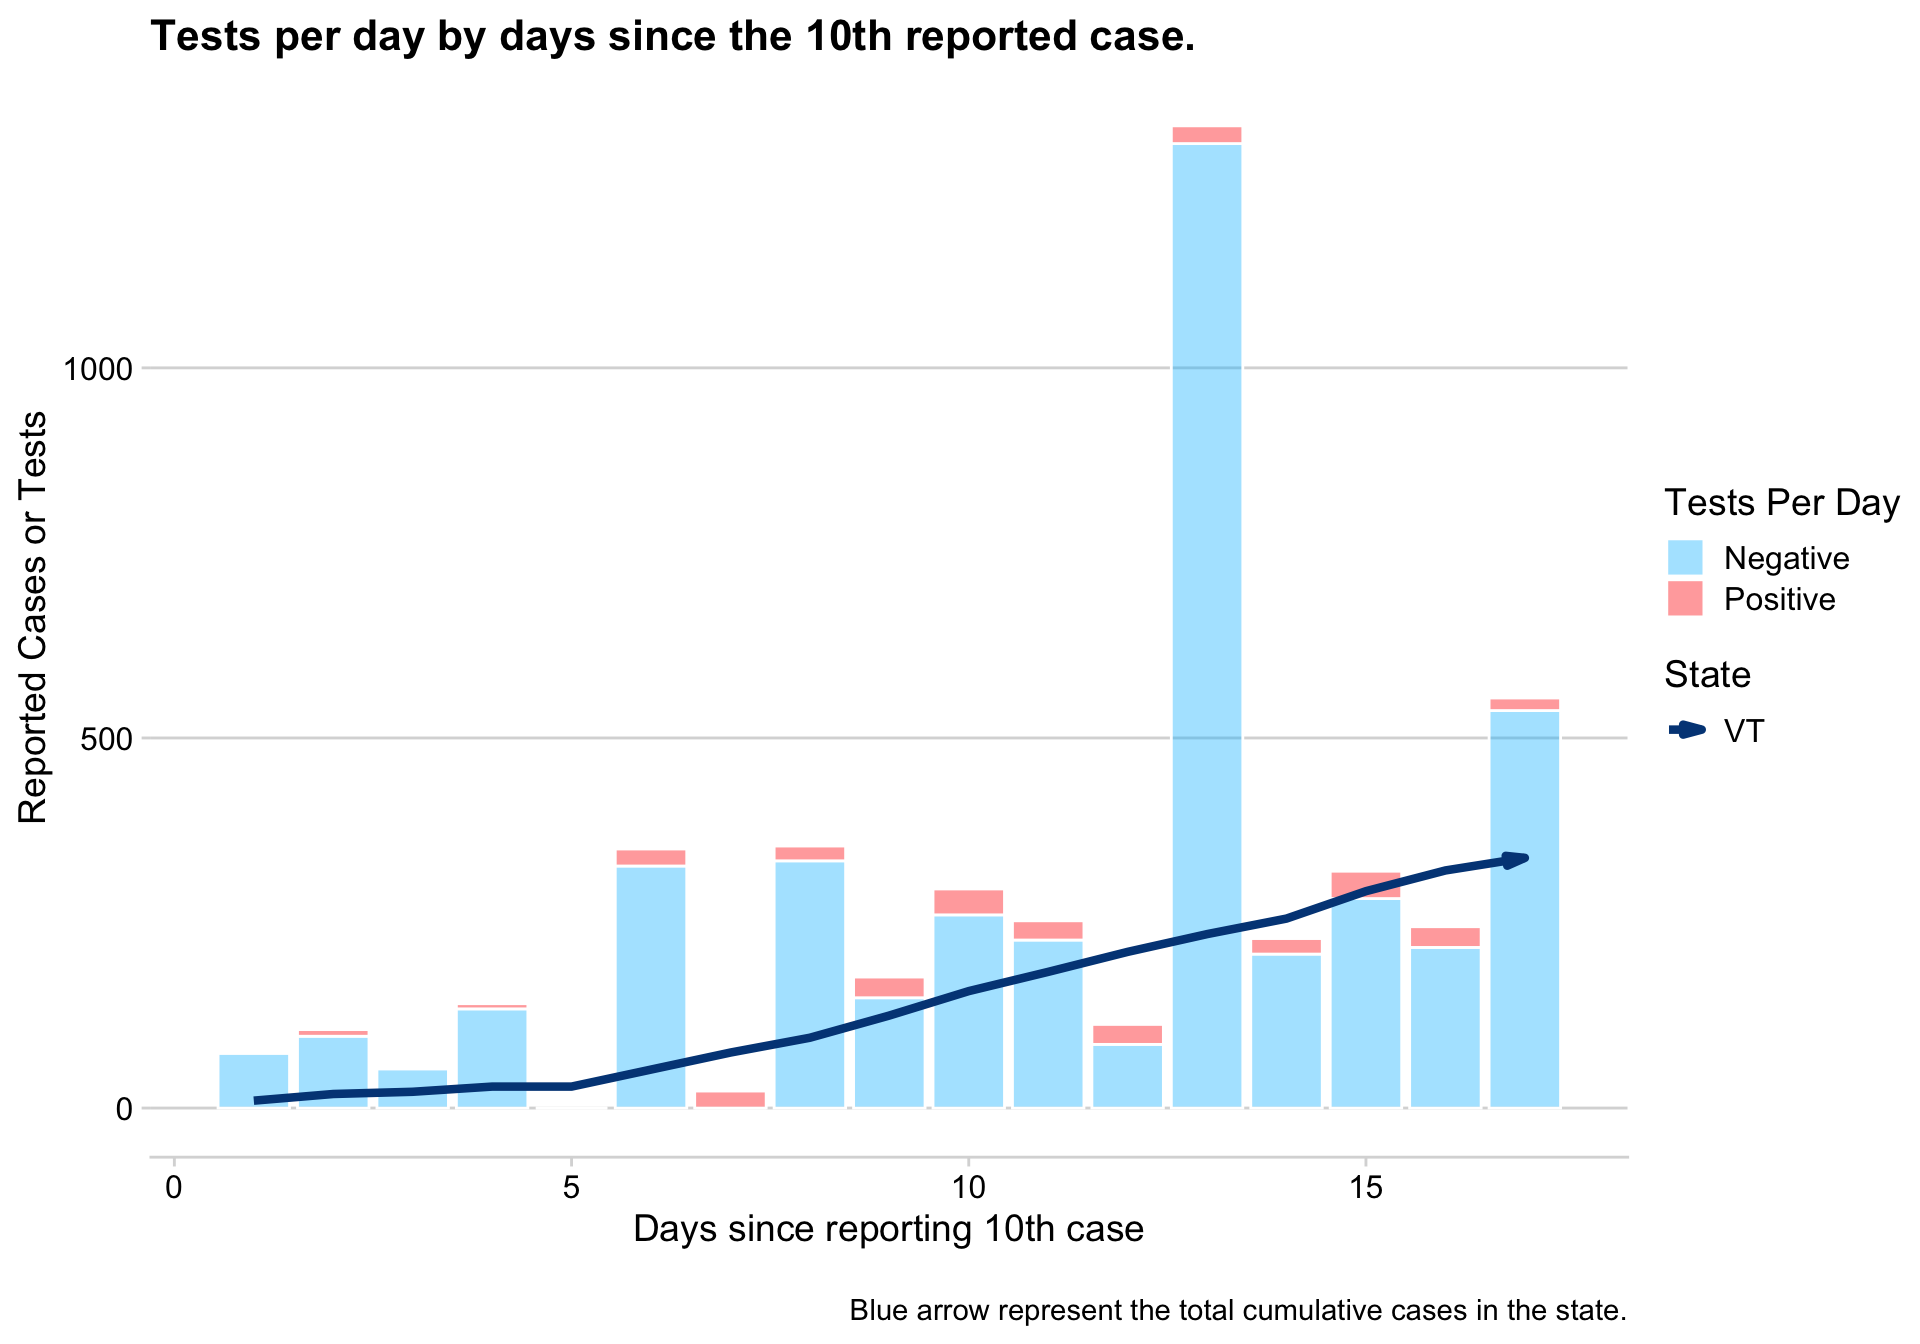 Tests per day by days since the 10th reported case.
Reported Cases or Tests
1000
500
0
0 5 10 15
Days since reporting 10th case
Tests Per Day
Negative
Positive
State
VT
Blue arrow represent the total cumulative cases in the state.